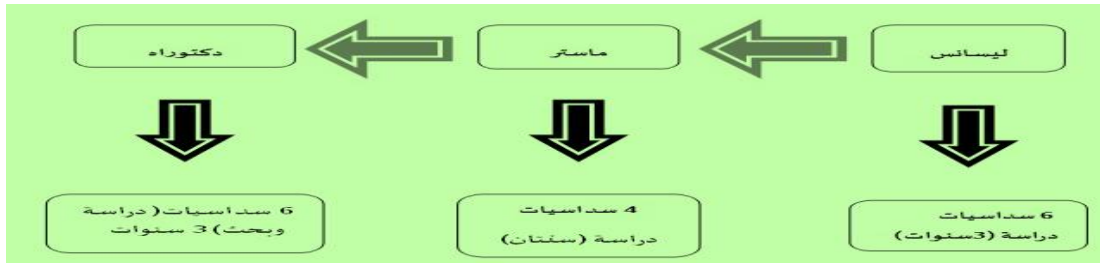 ليسانس
ماستر
دكتوراه
6 سداسيات
دراسة (3سنوات)
4 سداسيات
دراسة (سنتان)
6 سداسيات( دراسة
وبحث) 3 سنوات